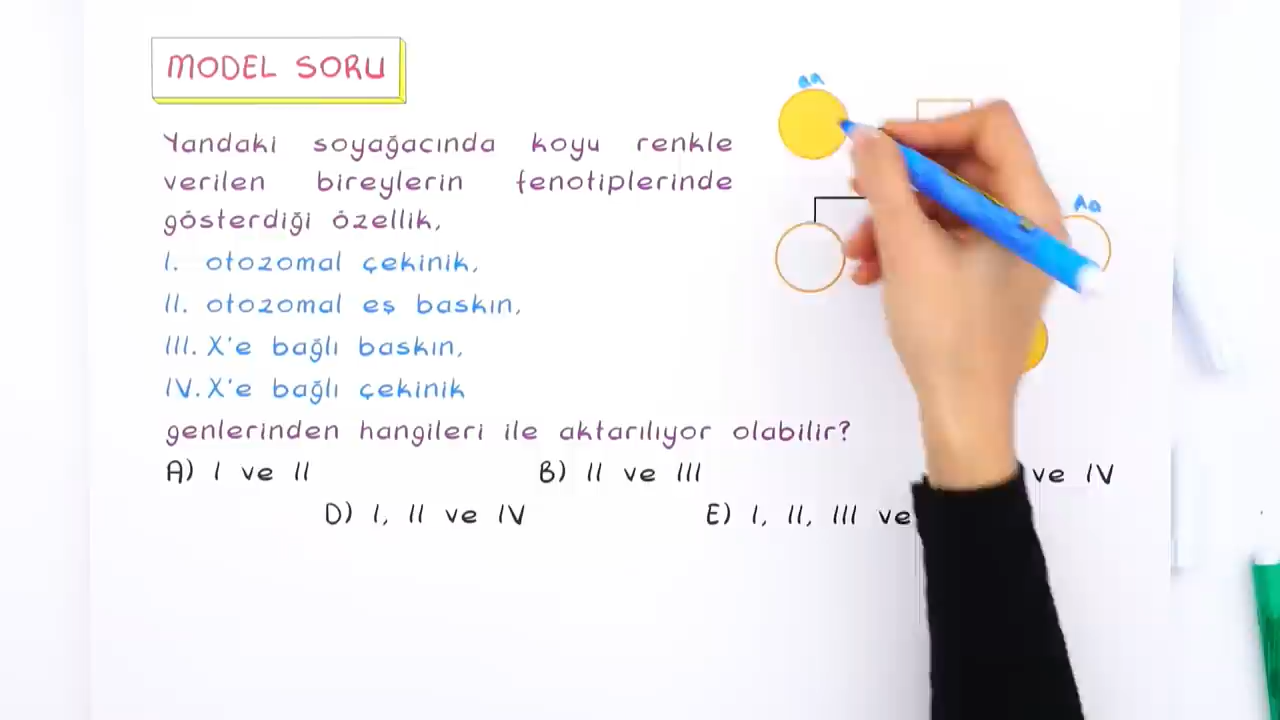 MODEL SORU
aa
Yandaki soyağacında koyu renkle
verilen bireylerin fenotiplerinde
gösterdiği özellik,
Aa
I. otozomal çekinik,
II. otozomal eş baskın,
III. X'e bağlı baskın,
IV. X'e bağlı çekinik
genlerinden hangileri ile aktarılıyor olabilir?
A) I ve II
B) II ve III
ve IV
D) I, II ve IV
E) I, II, III ve